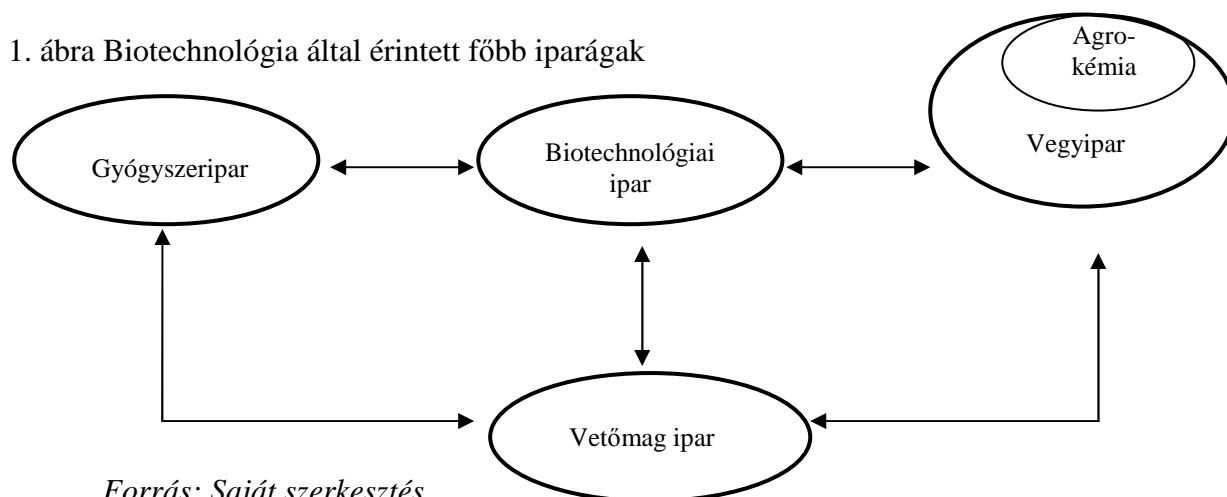 1. ábra Biotechnológia által érintett főbb iparágak
Agro-
kémia
Gyógyszeripar
Biotechnológiai
ipar
Vegyipar
Vetőmag ipar
Forrás: Saját szerkesztés